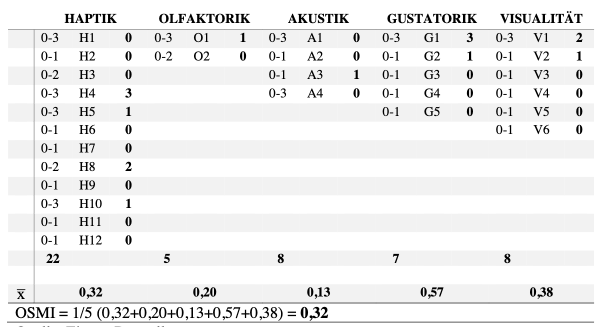 HAPTIK OLFAKTORIK AKUSTIK GUSTATORIK VISUALITÄT
0-3 H1 0 0-3 O1 1 0-3 A1 0 0-3 G1 3 0-3 V1 2
0-1 H2 0 0-2 O2 0 0-1 A2 0 0-1 G2 1 0-1 V2 1
0-2 H3 0 0-1 A3 1 0-1 G3 0 0-1 V3 0
0-3 H4 3 0-3 A4 0 0-1 G4 0 0-1 V4 0
0-3 H5 1 0-1 G5 0 0-1 V5 0
0-1 H6 0 0-1 V6 0
0-1 H7 0
0-2 H8 2
0-1 H9 0
0-3 H10 1
0-1 H11 0
0-1 H12 0
22 5 8 7 8
x̅ 0,32 0,20 0,13 0,57 0,38
OSMI = 1/5 (0,32+0,20+0,13+0,57+0,38) = 0,32